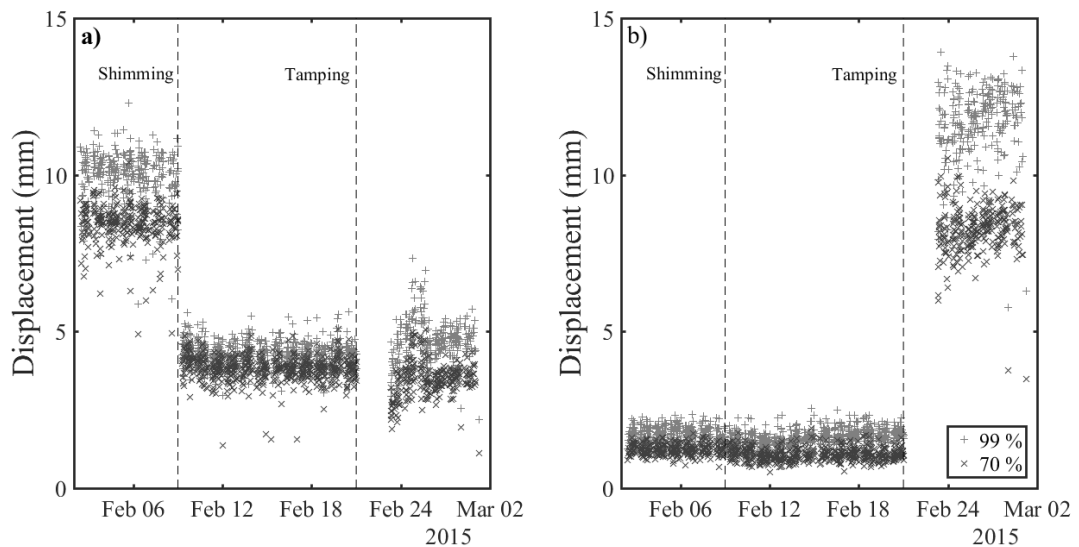 a)
Shimming
Tamping
Displacement (mm)
15
10
5
0
Feb 06
Feb 12
Feb 18
Feb 24
Mar 02
2015
b)
Shimming
Tamping
Displacement (mm)
15
10
5
0
Feb 06
Feb 12
Feb 18
Feb 24
Mar 02
2015
99 %
70 %